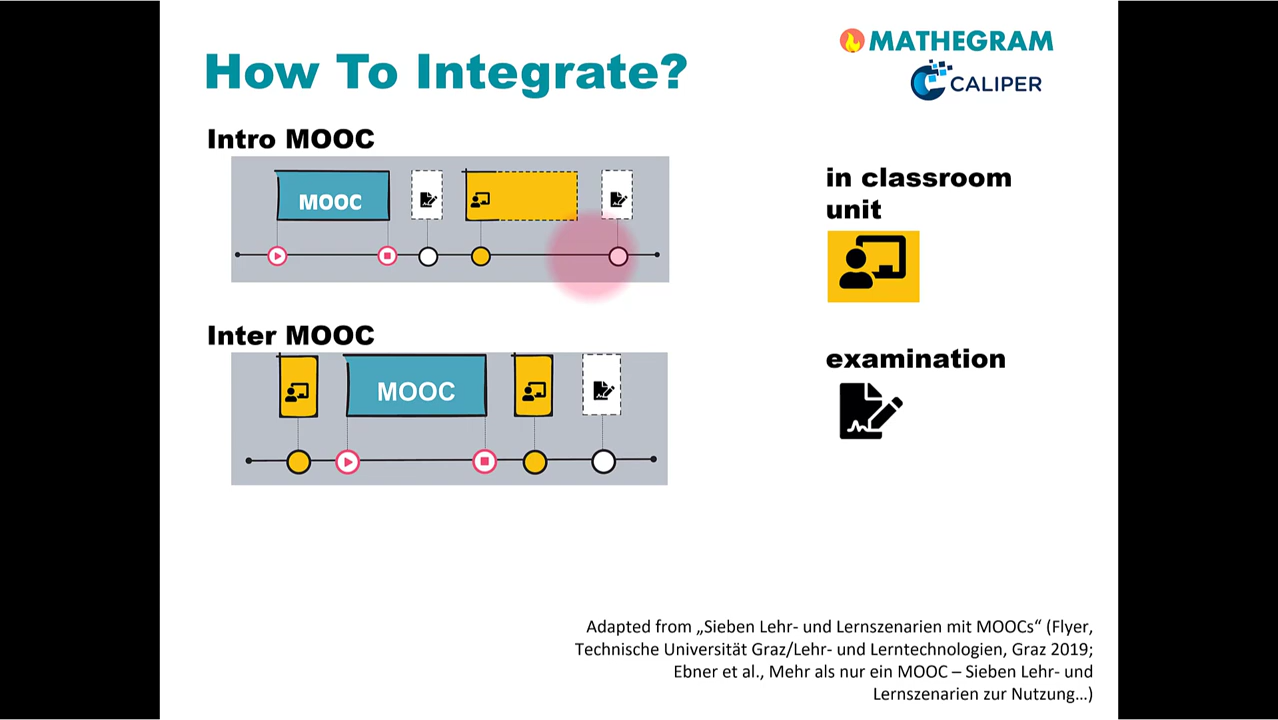 How To Integrate?
MATHEGRAM
CALIPER
Intro MOOC
MOOC
in classroom
unit
Inter MOOC
MOOC
examination
Adapted from „Sieben Lehr- und Lernszenarien mit MOOCs“ (Flyer,
Technische Universität Graz/Lehr- und Lerntechnologien, Graz 2019;
Ebner et al., Mehr als nur ein MOOC – Sieben Lehr- und
Lernszenarien zur Nutzung…)